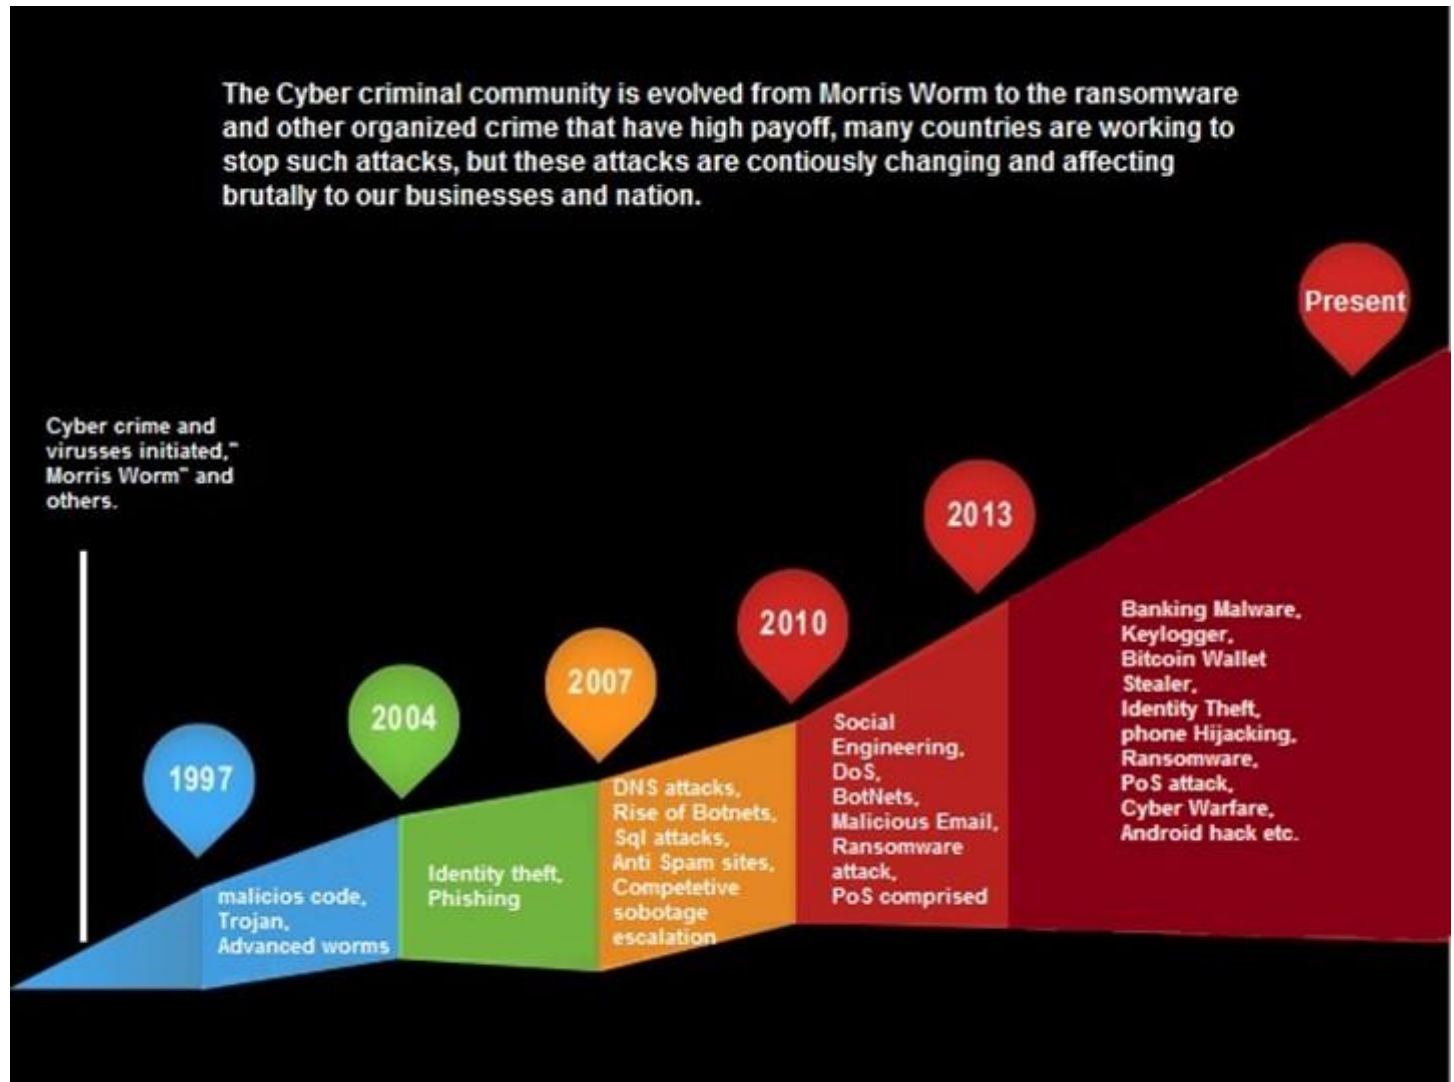 The Cyber criminal community is evolved from Morris Worm to the ransomware
and other organized crime that have high payoff, many countries are working to
stop such attacks, but these attacks are contiously changing and affecting
brutally to our businesses and nation.
Present
Cyber crime and
virusses initiated,"
Morris Worm" and
others.
2013
2010
2007
2004
1997
malicios code,
Trojan,
Advanced worms
Identity theft,
Phishing
DNS attacks,
Rise of Botnets,
Sql attacks,
Anti Spam sites,
Competetive
sobotage
escalation
Social
Engineering,
DoS,
BotNets,
Malicious Email,
Ransomware
attack,
PoS comprised
Banking Malware,
Keylogger,
Bitcoin Wallet
Stealer,
Identity Theft,
phone Hijacking,
Ransomware,
PoS attack,
Cyber Warfare,
Android hack etc.